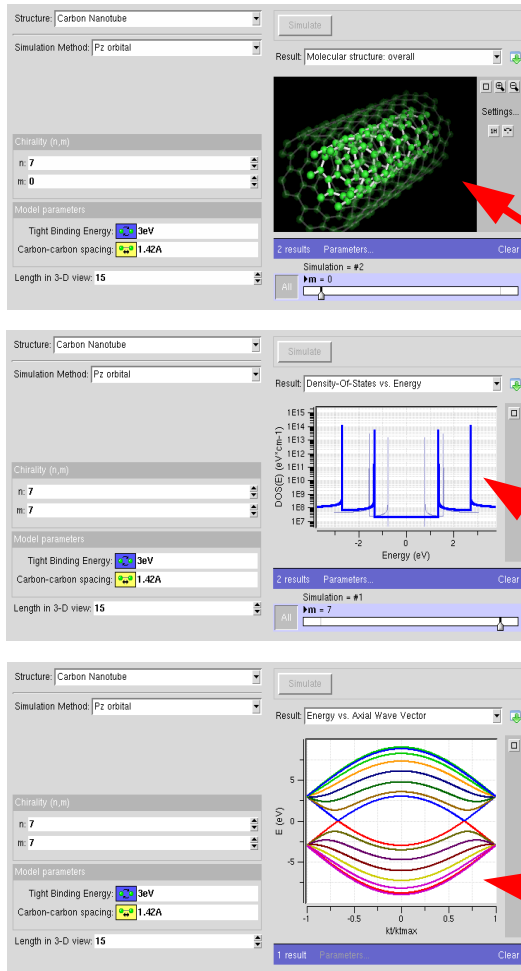 Structure: Carbon Nanotube
Simulation Method: Pz orbital
Chirality (n,m)
n: 7
m: 0
Model parameters
Tight Binding Energy: 3eV
Carbon-carbon spacing: 1.42A
Length in 3-D view: 15
Simulate
Result: Molecular structure: overall
Settings...
2 results Parameters... Clear
Simulation = #2
All
m = 0
Structure: Carbon Nanotube
Simulation Method: Pz orbital
Chirality (n,m)
n: 7
m: 7
Model parameters
Tight Binding Energy: 3eV
Carbon-carbon spacing: 1.42A
Length in 3-D view: 15
Simulate
Result: Density-Of-States vs. Energy
DOS(E) (eV*cm-1)
1E15
1E14
1E13
1E12
1E11
1E10
1E9
1E8
1E7
-2 0 2
Energy (eV)
2 results Parameters... Clear
Simulation = #1
All
m = 7
Structure: Carbon Nanotube
Simulation Method: Pz orbital
Chirality (n,m)
n: 7
m: 7
Model parameters
Tight Binding Energy: 3eV
Carbon-carbon spacing: 1.42A
Length in 3-D view: 15
Simulate
Result: Energy vs. Axial Wave Vector
E (eV)
5
0
-5
-1 -0.5 0 0.5 1
kt/ktmax
1 result Parameters... Clear